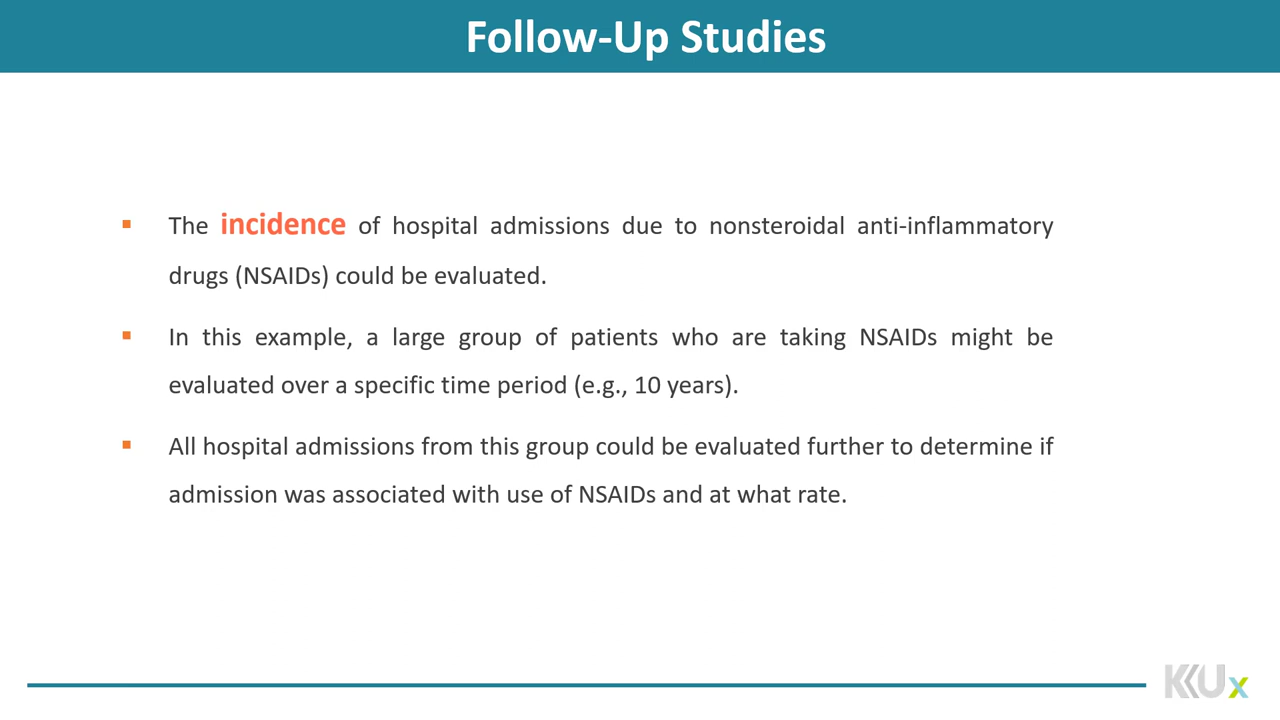 Follow-Up Studies
▪ The incidence of hospital admissions due to nonsteroidal anti-inflammatory
drugs (NSAIDs) could be evaluated.
▪ In this example, a large group of patients who are taking NSAIDs might be
evaluated over a specific time period (e.g., 10 years).
▪ All hospital admissions from this group could be evaluated further to determine if
admission was associated with use of NSAIDs and at what rate.
KKUx